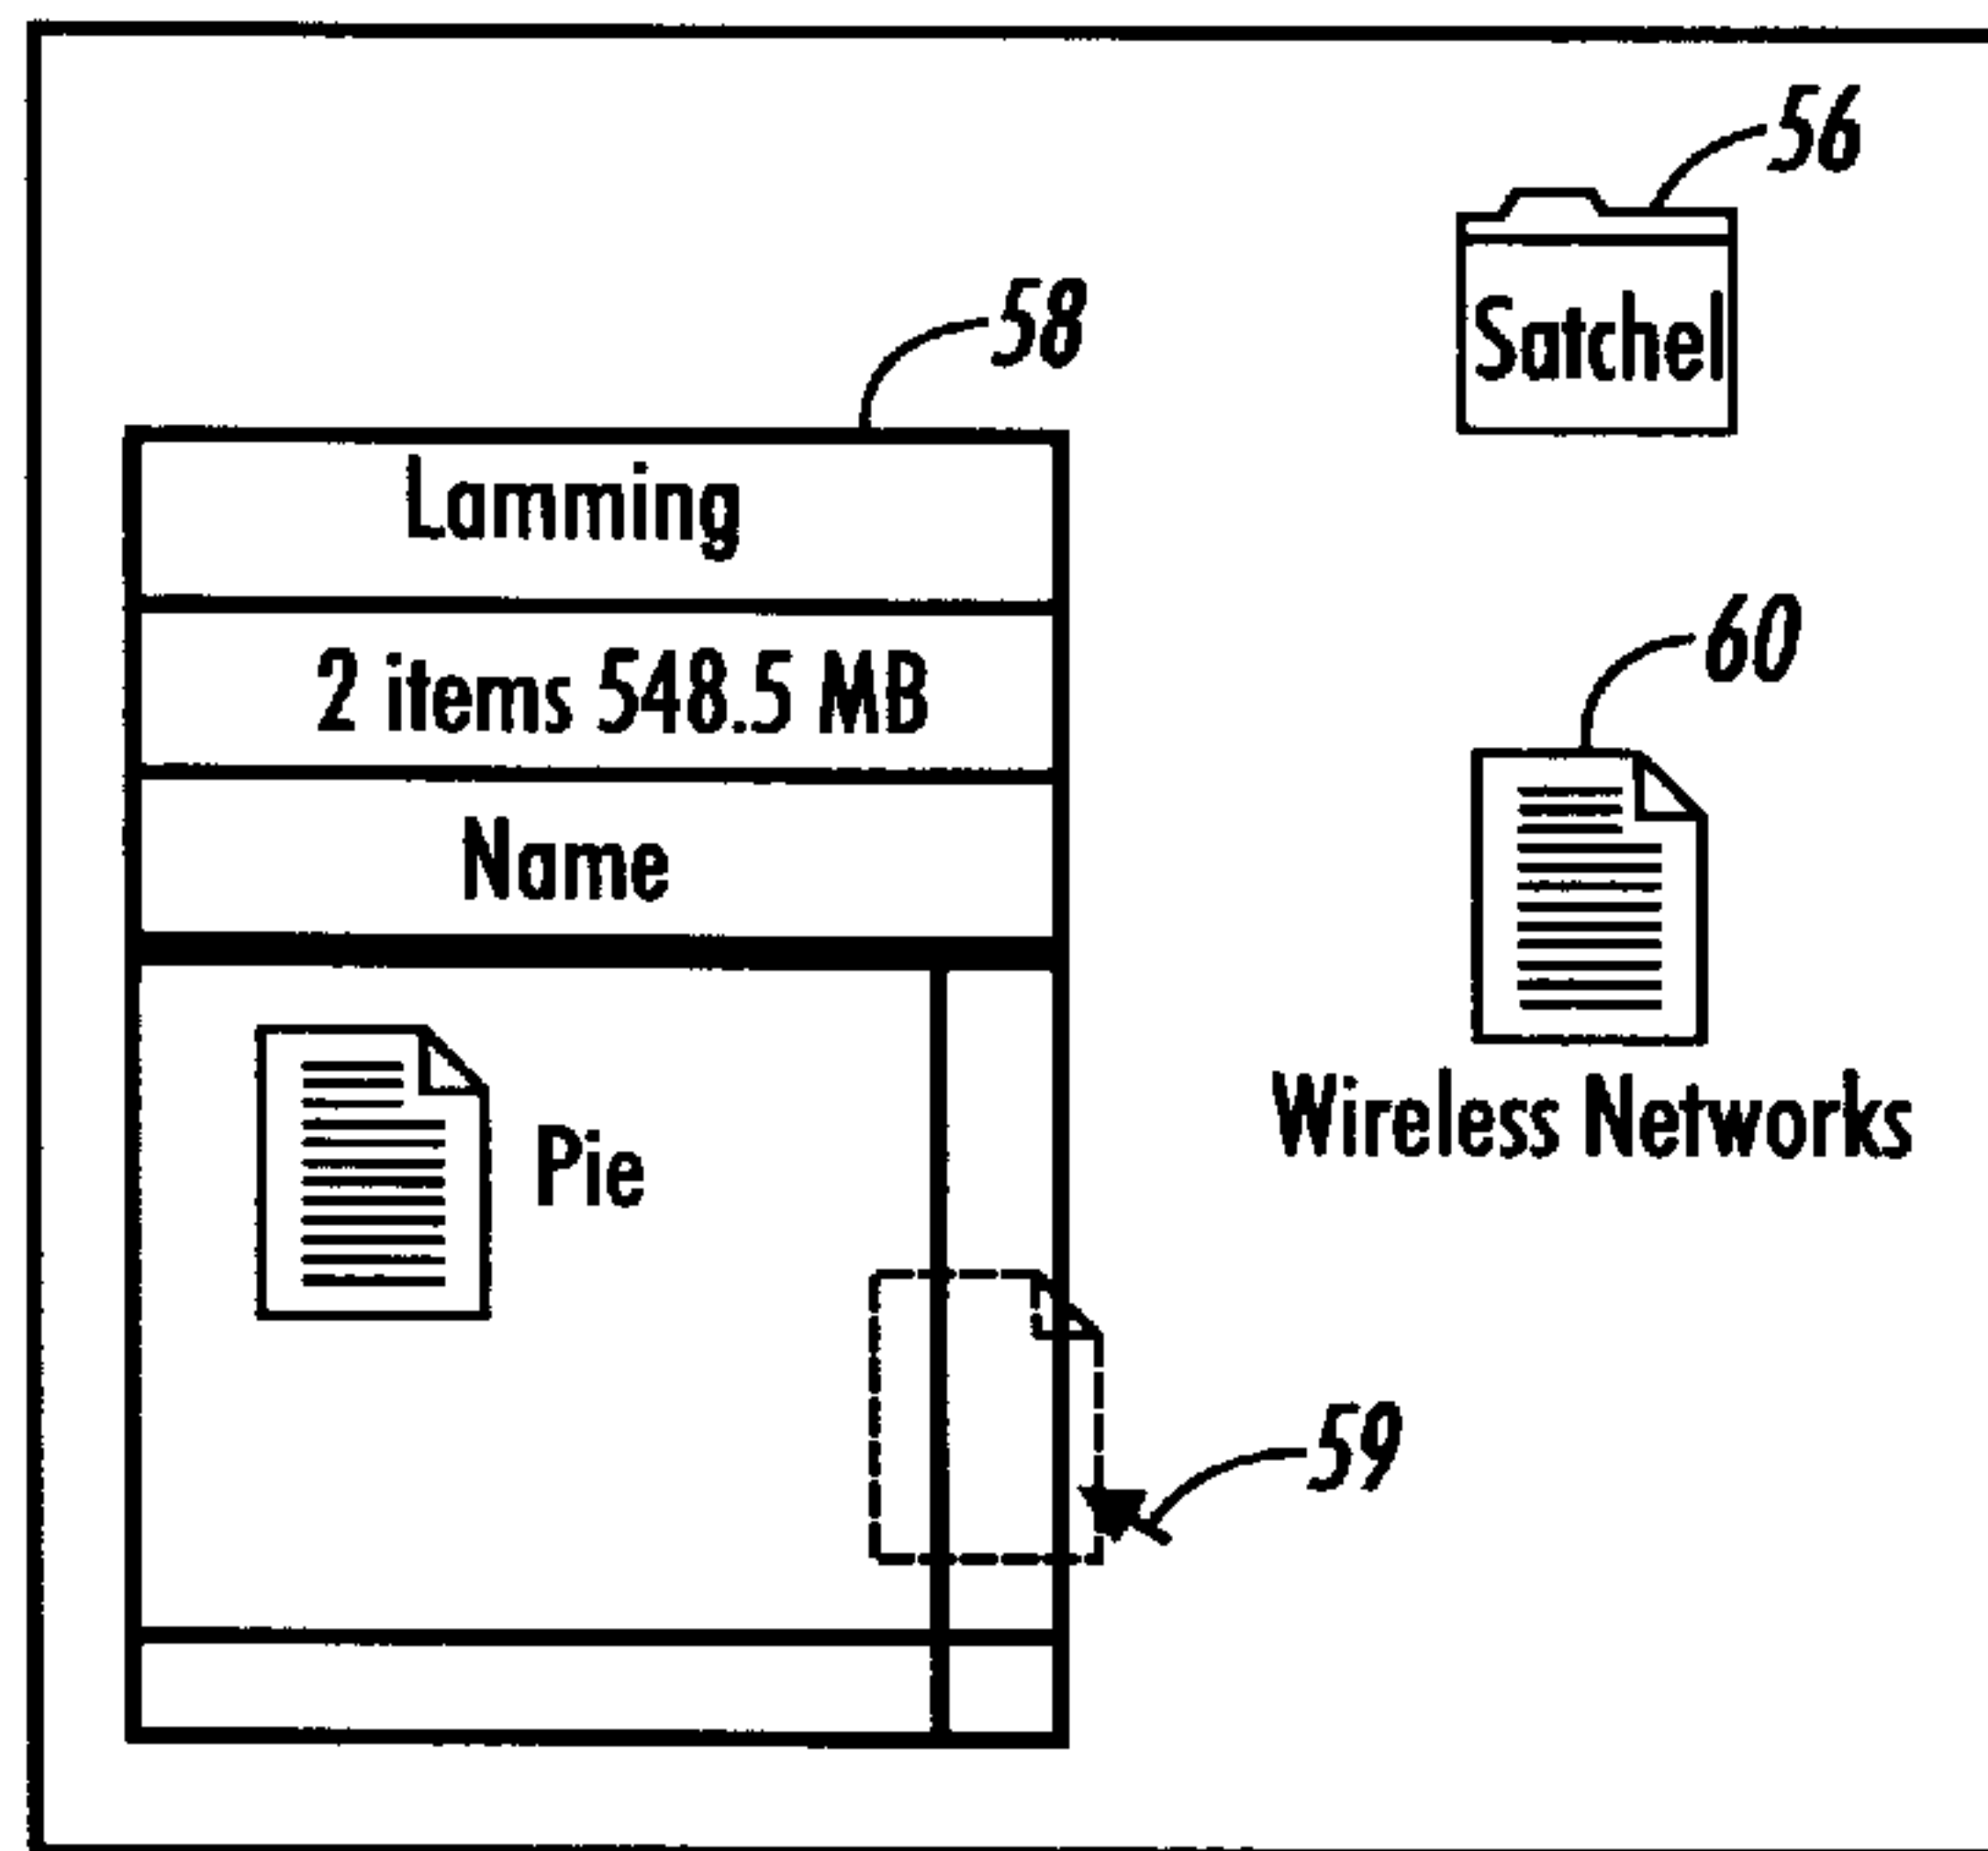 56
Satchel
58
Lamming
2 items 548.5 MB
Name
60
Wireless Networks
Pie
59